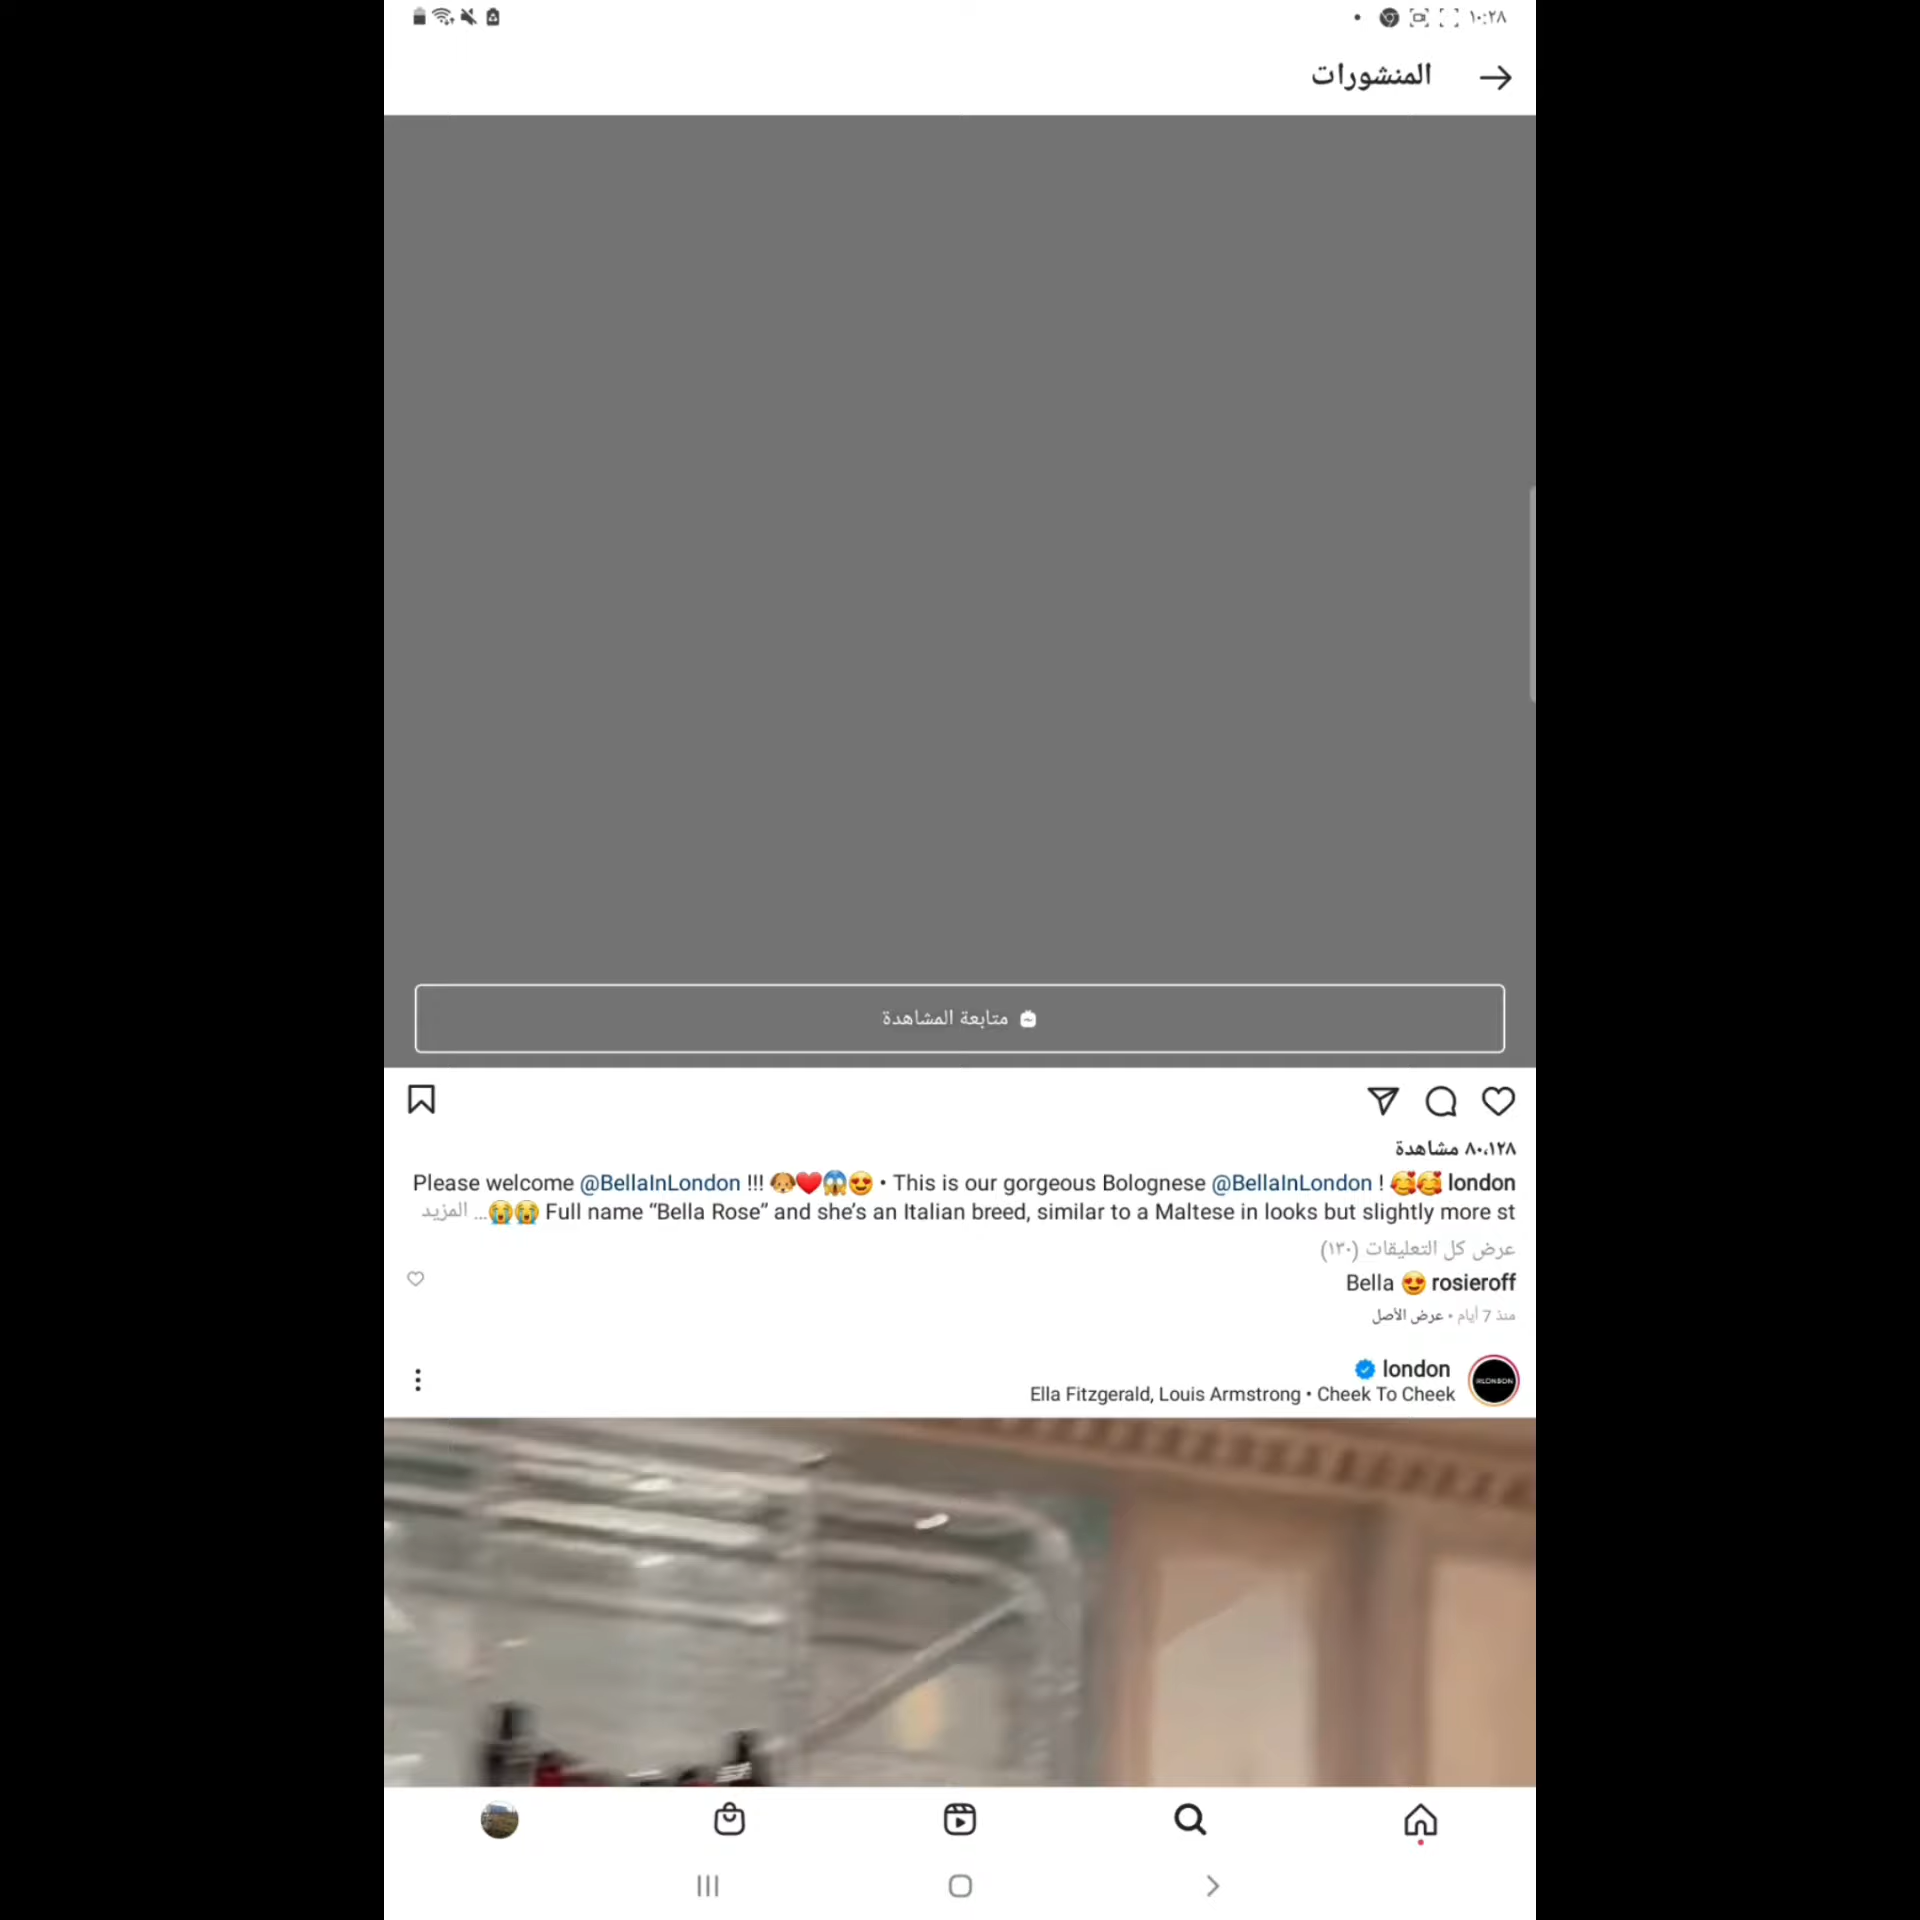 ١٠:٢٨
المنشورات
متابعة المشاهدة
٨٠،١٢٨ مشاهدة
london Please welcome @BellaInLondon !!! 🐶❤️😱😍 • This is our gorgeous Bolognese @BellaInLondon ! 🥰🥰
Full name “Bella Rose” and she’s an Italian breed, similar to a Maltese in looks but slightly more st 😭😭... المزيد
عرض كل التعليقات (١٣٠)
rosieroff 😍 Bella
منذ 7 أيام • عرض الأصل
london
Ella Fitzgerald, Louis Armstrong • Cheek To Cheek
#LONDON